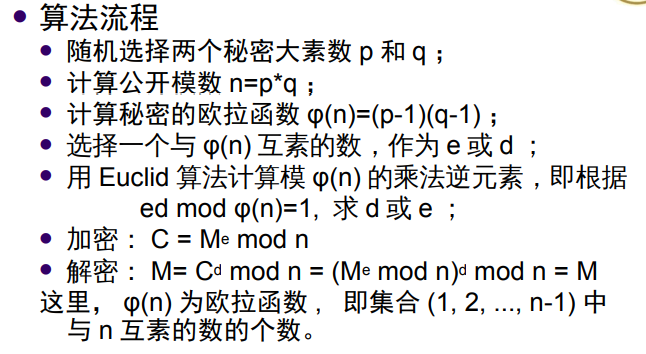 • 算法流程
• 随机选择两个秘密大素数 p 和 q ；
• 计算公开模数 n=p*q ；
• 计算秘密的欧拉函数 φ(n)=(p-1)(q-1) ；
• 选择一个与 φ(n) 互素的数，作为 e 或 d ；
• 用 Euclid 算法计算模 φ(n) 的乘法逆元素，即根据
ed mod φ(n)=1, 求 d 或 e ；
• 加密： C = Mᵉ mod n
• 解密： M= Cᵈ mod n = (Mᵉ mod n)ᵈ mod n = M
这里， φ(n) 为欧拉函数， 即集合 (1, 2, ..., n-1) 中
与 n 互素的数的个数。